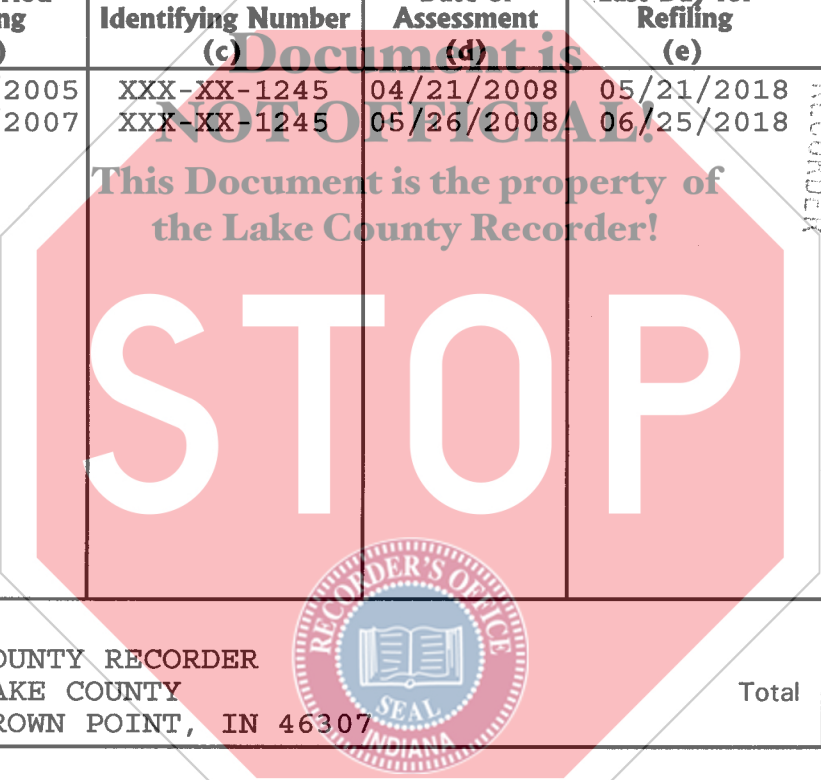 Identifying Number Assessment Refiling
(c) (d) (e)
Document is
2005 XXX-XX-1245 04/21/2008 05/21/2018
2007 XXX-XX-1245 05/26/2008 06/25/2018
NOT OFFICIAL!
RECORDER
This Document is the property of
the Lake County Recorder!
STOP
RECORDER'S OFFICE
SEAL
INDIANA
OUNTY RECORDER
AKE COUNTY
Total
ROWN POINT, IN 46307